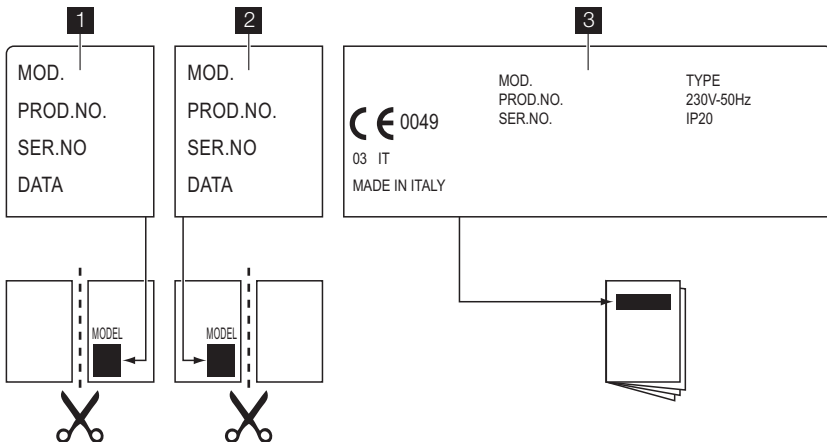 1
MOD.
PROD.NO.
SER.NO
DATA
2
MOD.
PROD.NO.
SER.NO
DATA
3
CE 0049
03 IT
MADE IN ITALY
MOD.
PROD.NO.
SER.NO.
TYPE
230V-50Hz
IP20
MODEL
MODEL